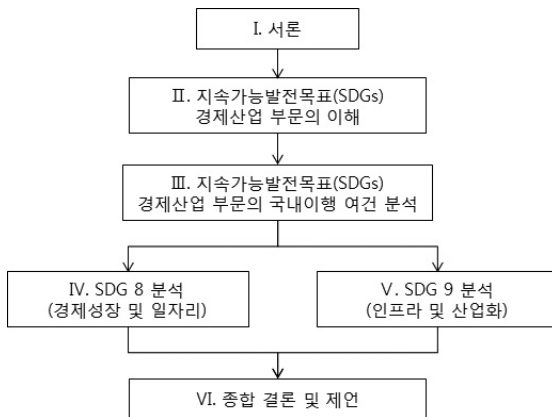 I. 서론
Ⅱ. 지속가능발전목표(SDGs)
경제산업 부문의 이해
Ⅲ. 지속가능발전목표(SDGs)
경제산업 부문의 국내이행 여건 분석
IV. SDG 8 분석
(경제성장 및 일자리)
V. SDG 9 분석
(인프라 및 산업화)
VI. 종합 결론 및 제언